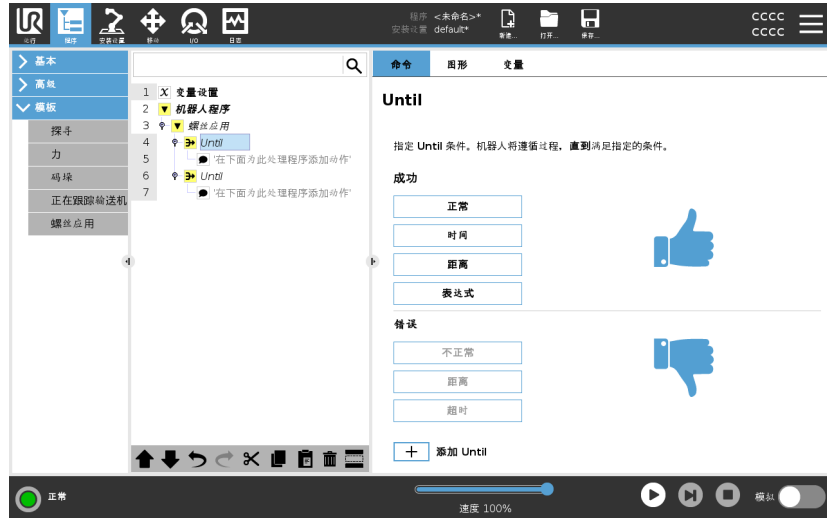 UR
运行
程序
安装设置
移动
I/O
日志
程序 <未命名>*
安装设置 default*
新建...
打开...
保存...
cccc
cccc
基本
高级
模板
探寻
力
码垛
正在跟踪输送机
螺丝应用
1 X 变量设置
2 机器人程序
3 螺丝应用
4 Until
5 '在下面为此处理程序添加动作'
6 Until
7 '在下面为此处理程序添加动作'
命令 图形 变量
Until
指定 Until 条件。机器人将遵循过程，直到满足指定的条件。
成功
正常
时间
距离
表达式
错误
不正常
距离
超时
添加 Until
正常
速度 100%
模拟